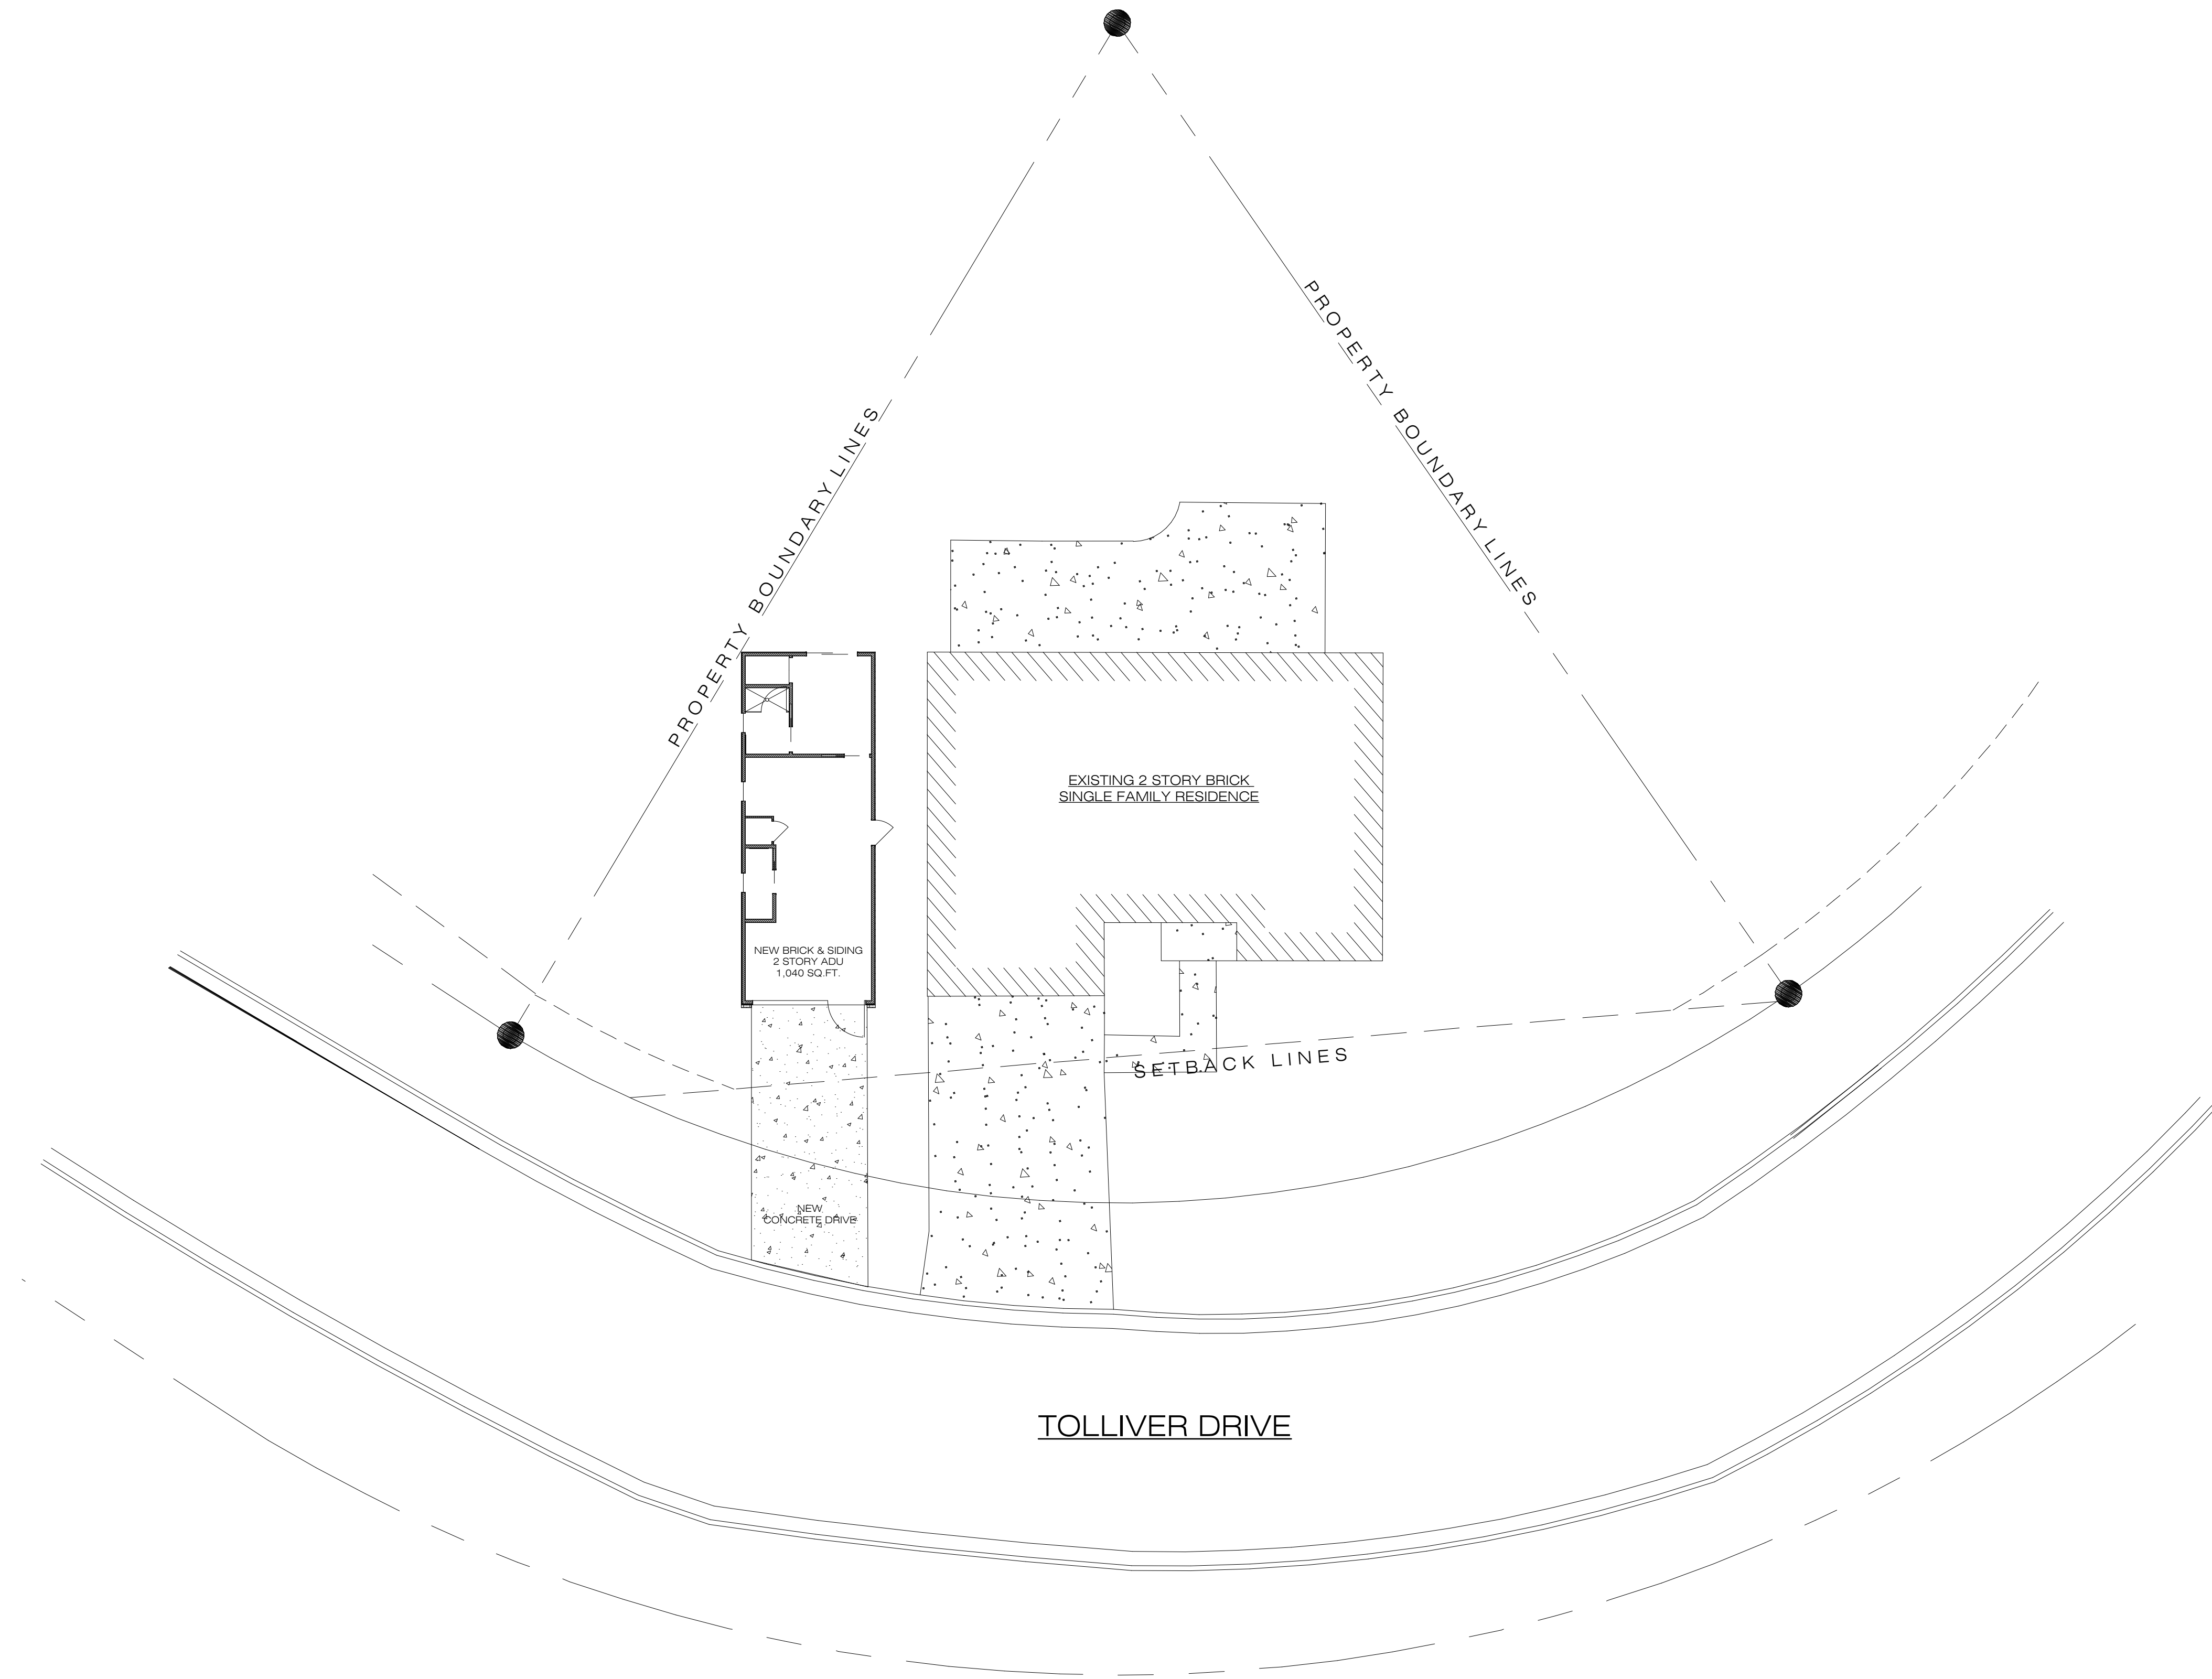 PROPERTY BOUNDARY LINES
PROPERTY BOUNDARY LINES
EXISTING 2 STORY BRICK
SINGLE FAMILY RESIDENCE
NEW BRICK & SIDING
2 STORY ADU
1,040 SQ.FT.
SETBACK LINES
NEW
CONCRETE DRIVE
TOLLIVER DRIVE